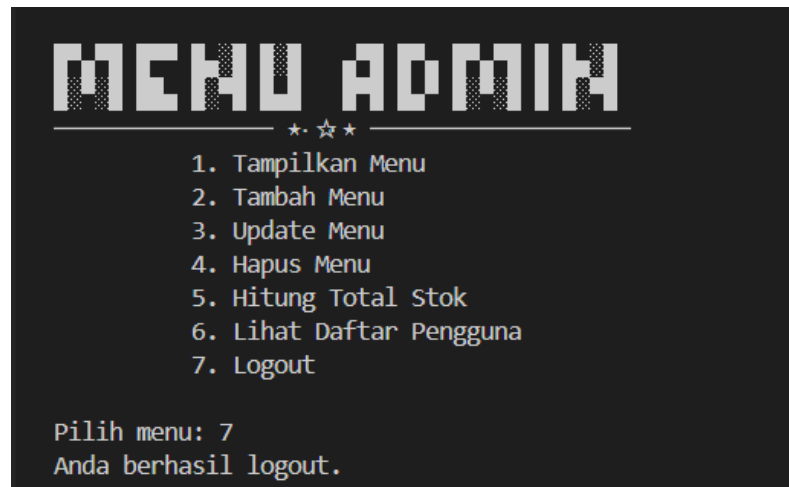 MENU ADMIN
1. Tampilkan Menu
2. Tambah Menu
3. Update Menu
4. Hapus Menu
5. Hitung Total Stok
6. Lihat Daftar Pengguna
7. Logout
Pilih menu: 7
Anda berhasil logout.